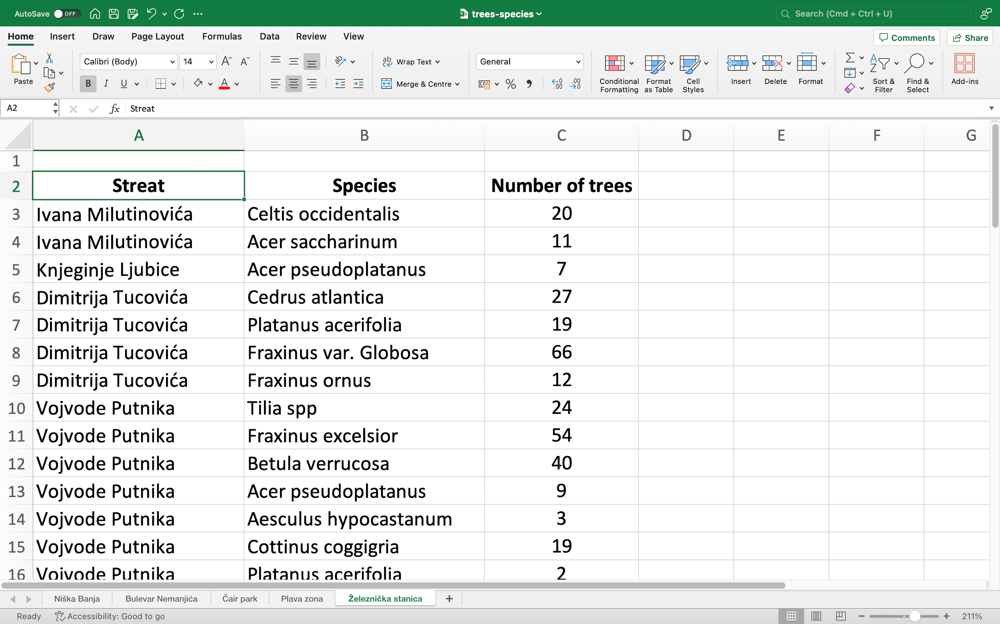 AutoSave OFF trees-species Search (Cmd + Ctrl + U)
Home Insert Draw Page Layout Formulas Data Review View Comments Share
Paste Calibri (Body) 14 Wrap Text General Conditional Formatting Format as Table Cell Styles Insert Delete Format Sort & Filter Find & Select Add-ins
B I U Merge & Centre
A2 fx Streat
A B C D E F G
1
2 Streat Species Number of trees
3 Ivana Milutinovića Celtis occidentalis 20
4 Ivana Milutinovića Acer saccharinum 11
5 Knjeginje Ljubice Acer pseudoplatanus 7
6 Dimitrija Tucovića Cedrus atlantica 27
7 Dimitrija Tucovića Platanus acerifolia 19
8 Dimitrija Tucovića Fraxinus var. Globosa 66
9 Dimitrija Tucovića Fraxinus ornus 12
10 Vojvode Putnika Tilia spp 24
11 Vojvode Putnika Fraxinus excelsior 54
12 Vojvode Putnika Betula verrucosa 40
13 Vojvode Putnika Acer pseudoplatanus 9
14 Vojvode Putnika Aesculus hypocastanum 3
15 Vojvode Putnika Cottinus coggigria 19
16 Vojvode Putnika Platanus acerifolia 2
Niška Banja Bulevar Nemanjića Čair park Plava zona Železnička stanica +
Ready Accessibility: Good to go 211%